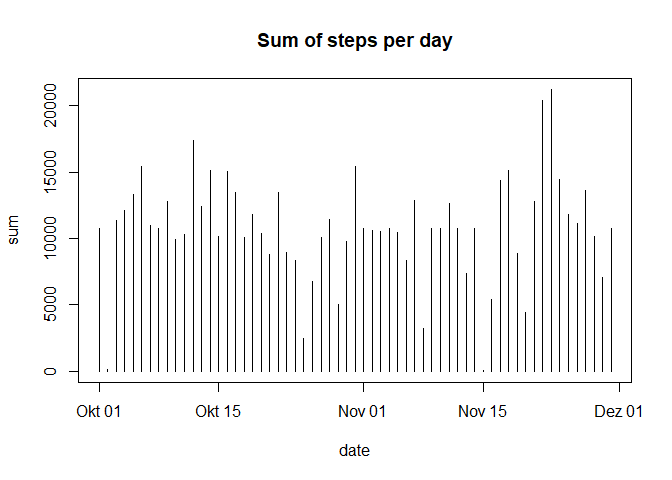 Sum of steps per day
sum
20000
15000
10000
5000
0
Okt 01 Okt 15 Nov 01 Nov 15 Dez 01
date